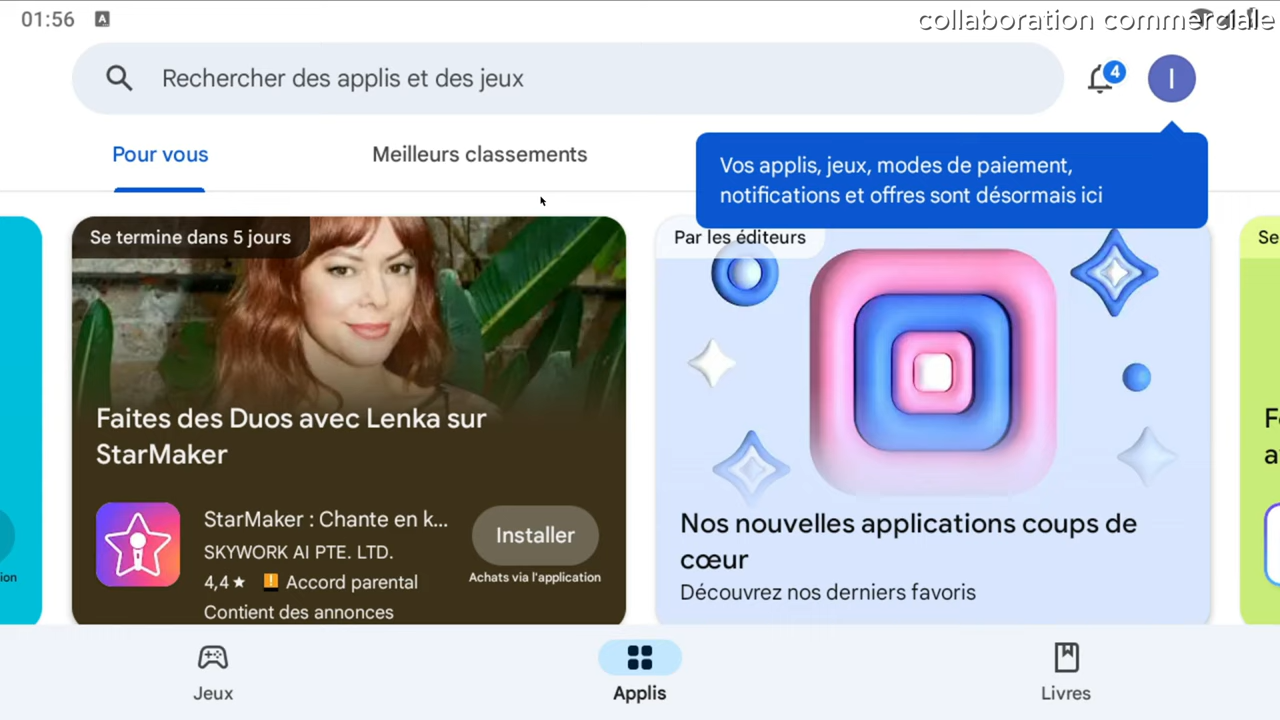 01:56 A
collaboration commerciale
Rechercher des applis et des jeux
4
I
Pour vous
Meilleurs classements
Vos applis, jeux, modes de paiement,
notifications et offres sont désormais ici
Se termine dans 5 jours
Par les éditeurs
Se
Faites des Duos avec Lenka sur
StarMaker
StarMaker : Chante en k...
SKYWORK AI PTE. LTD.
4,4★ Accord parental
Contient des annonces
Installer
Achats via l'application
Nos nouvelles applications coups de
cœur
Découvrez nos derniers favoris
ion
Jeux
Applis
Livres